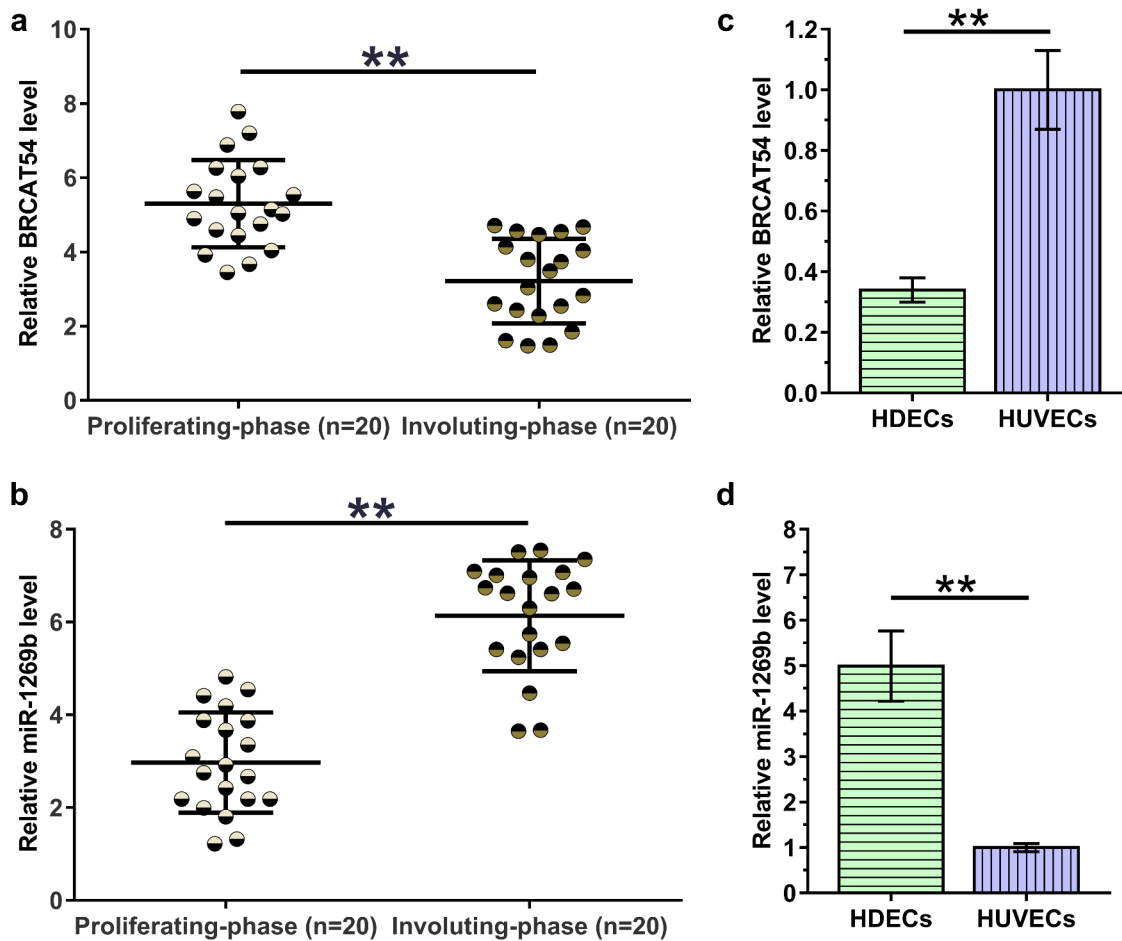 a
Relative BRCAT54 level
10
8
6
4
2
0
**
Proliferating-phase (n=20) Involuting-phase (n=20)
c
Relative BRCAT54 level
1.2
1.0
0.8
0.6
0.4
0.2
0.0
**
HDECs HUVECs
b
Relative miR-1269b level
8
6
4
2
0
**
Proliferating-phase (n=20) Involuting-phase (n=20)
d
Relative miR-1269b level
8
7
6
5
4
3
2
1
0
**
HDECs HUVECs